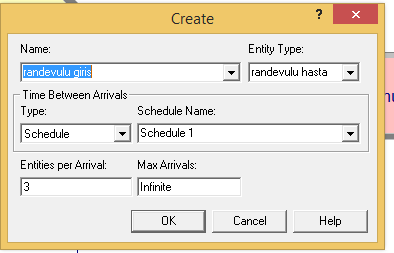 Create
? ×
Name: Entity Type:
randevulu giris randevulu hasta
Time Between Arrivals
Type: Schedule Name:
Schedule Schedule 1
Entities per Arrival: Max Arrivals:
3 Infinite
OK Cancel Help